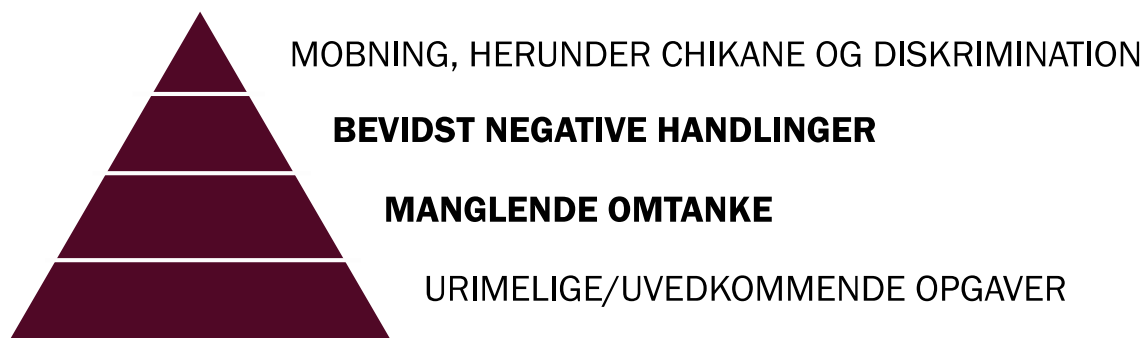 MOBNING, HERUNDER CHIKANE OG DISKRIMINATION
BEVIDST NEGATIVE HANDLINGER
MANGLENDE OMTANKE
URIMELIGE/UVEDKOMMENDE OPGAVER